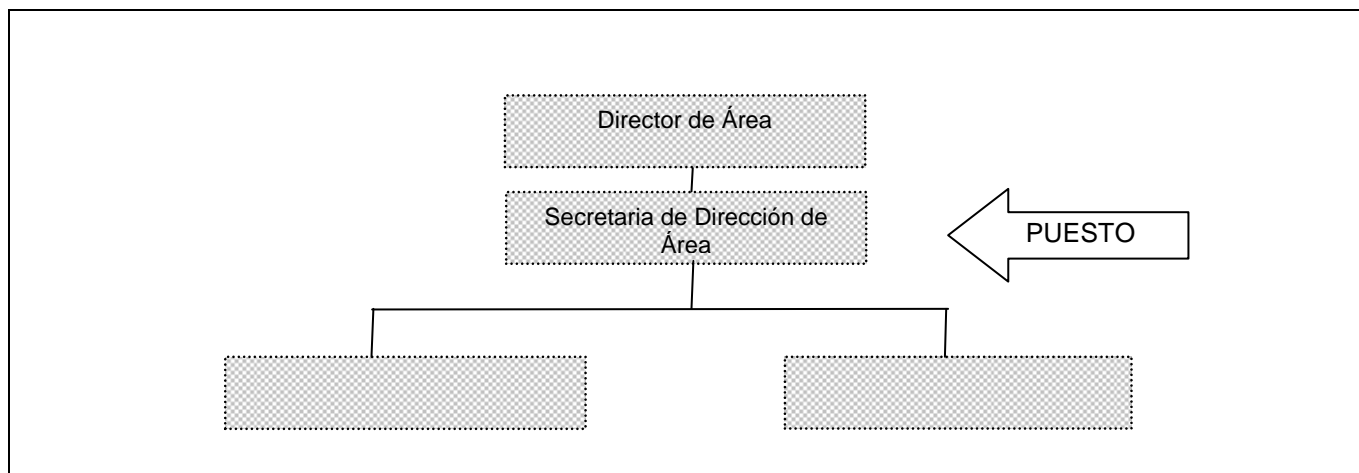 Director de Área
Secretaria de Dirección de
Área
PUESTO